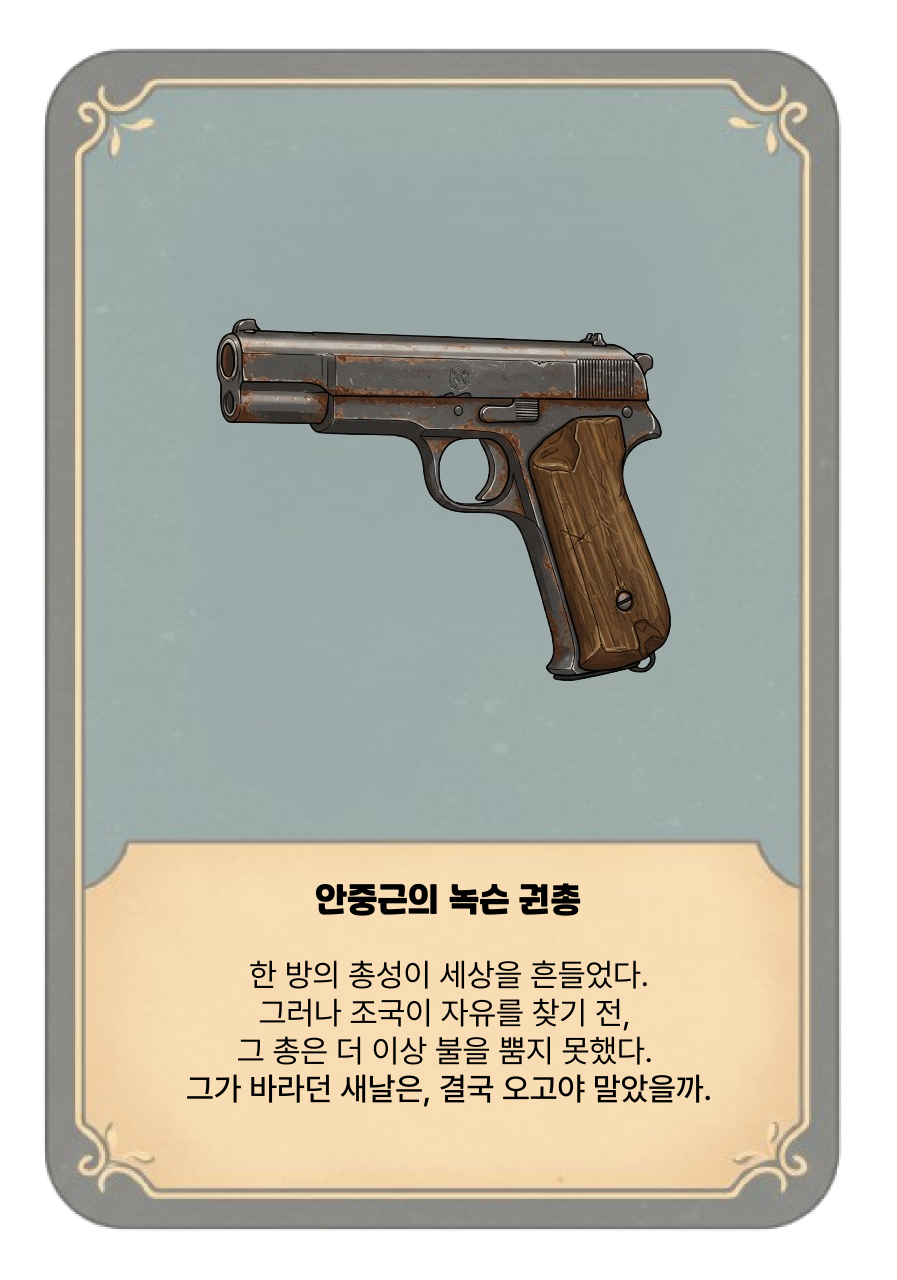 안중근의 녹슨 권총
한 방의 총성이 세상을 흔들었다.
그러나 조국이 자유를 찾기 전,
그 총은 더 이상 불을 뿜지 못했다.
그가 바라던 새날은, 결국 오고야 말았을까.